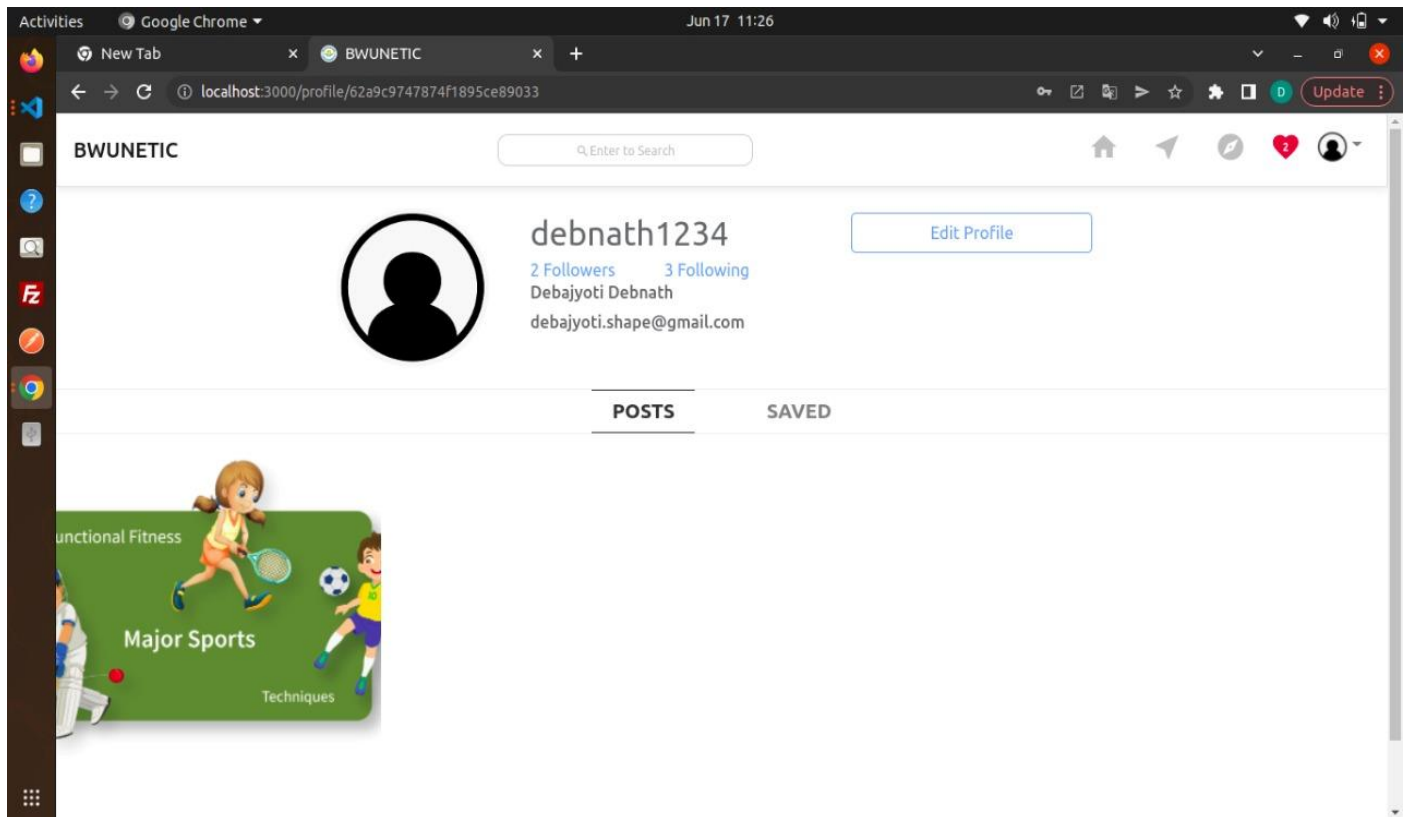 Activities Google Chrome Jun 17 11:26
New Tab BWUNETIC
localhost:3000/profile/62a9c9747874f1895ce89033 D Update
BWUNETIC Enter to Search 2
debnath1234 Edit Profile
2 Followers 3 Following
Debajyoti Debnath
debajyoti.shape@gmail.com
POSTS SAVED
unctional Fitness
10
Major Sports
Techniques